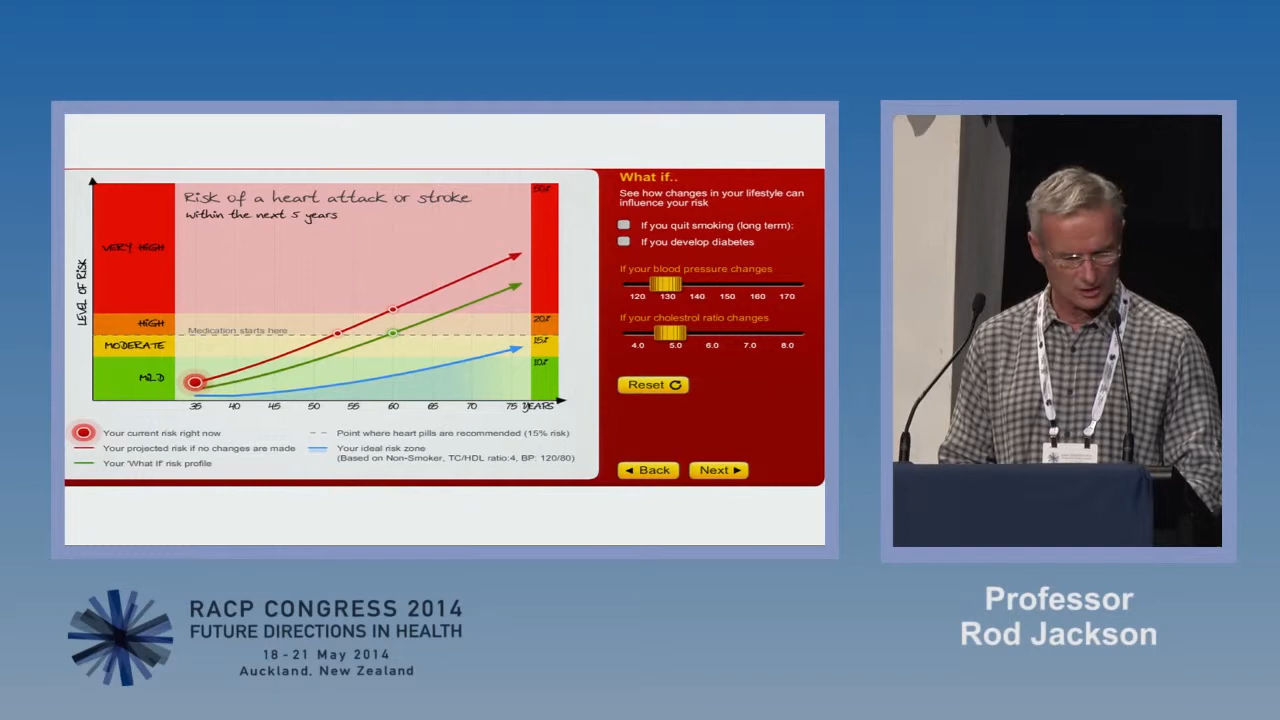 Risk of a heart attack or stroke
within the next 5 years
VERY HIGH
HIGH
MODERATE
MILD
LEVEL OF RISK
Medication starts here
50%
20%
15%
10%
35 40 45 50 55 60 65 70 75 YEARS
Your current risk right now
Your projected risk if no changes are made
Your 'What If' risk profile
Point where heart pills are recommended (15% risk)
Your ideal risk zone
(Based on Non-Smoker, TC/HDL ratio:4, BP: 120/80)
What if..
See how changes in your lifestyle can
influence your risk
If you quit smoking (long term):
If you develop diabetes
If your blood pressure changes
120 130 140 150 160 170
If your cholestrol ratio changes
4.0 5.0 6.0 7.0 8.0
Reset
Back Next
RACP CONGRESS 2014
FUTURE DIRECTIONS IN HEALTH
18 - 21 May 2014
Auckland, New Zealand
Professor
Rod Jackson